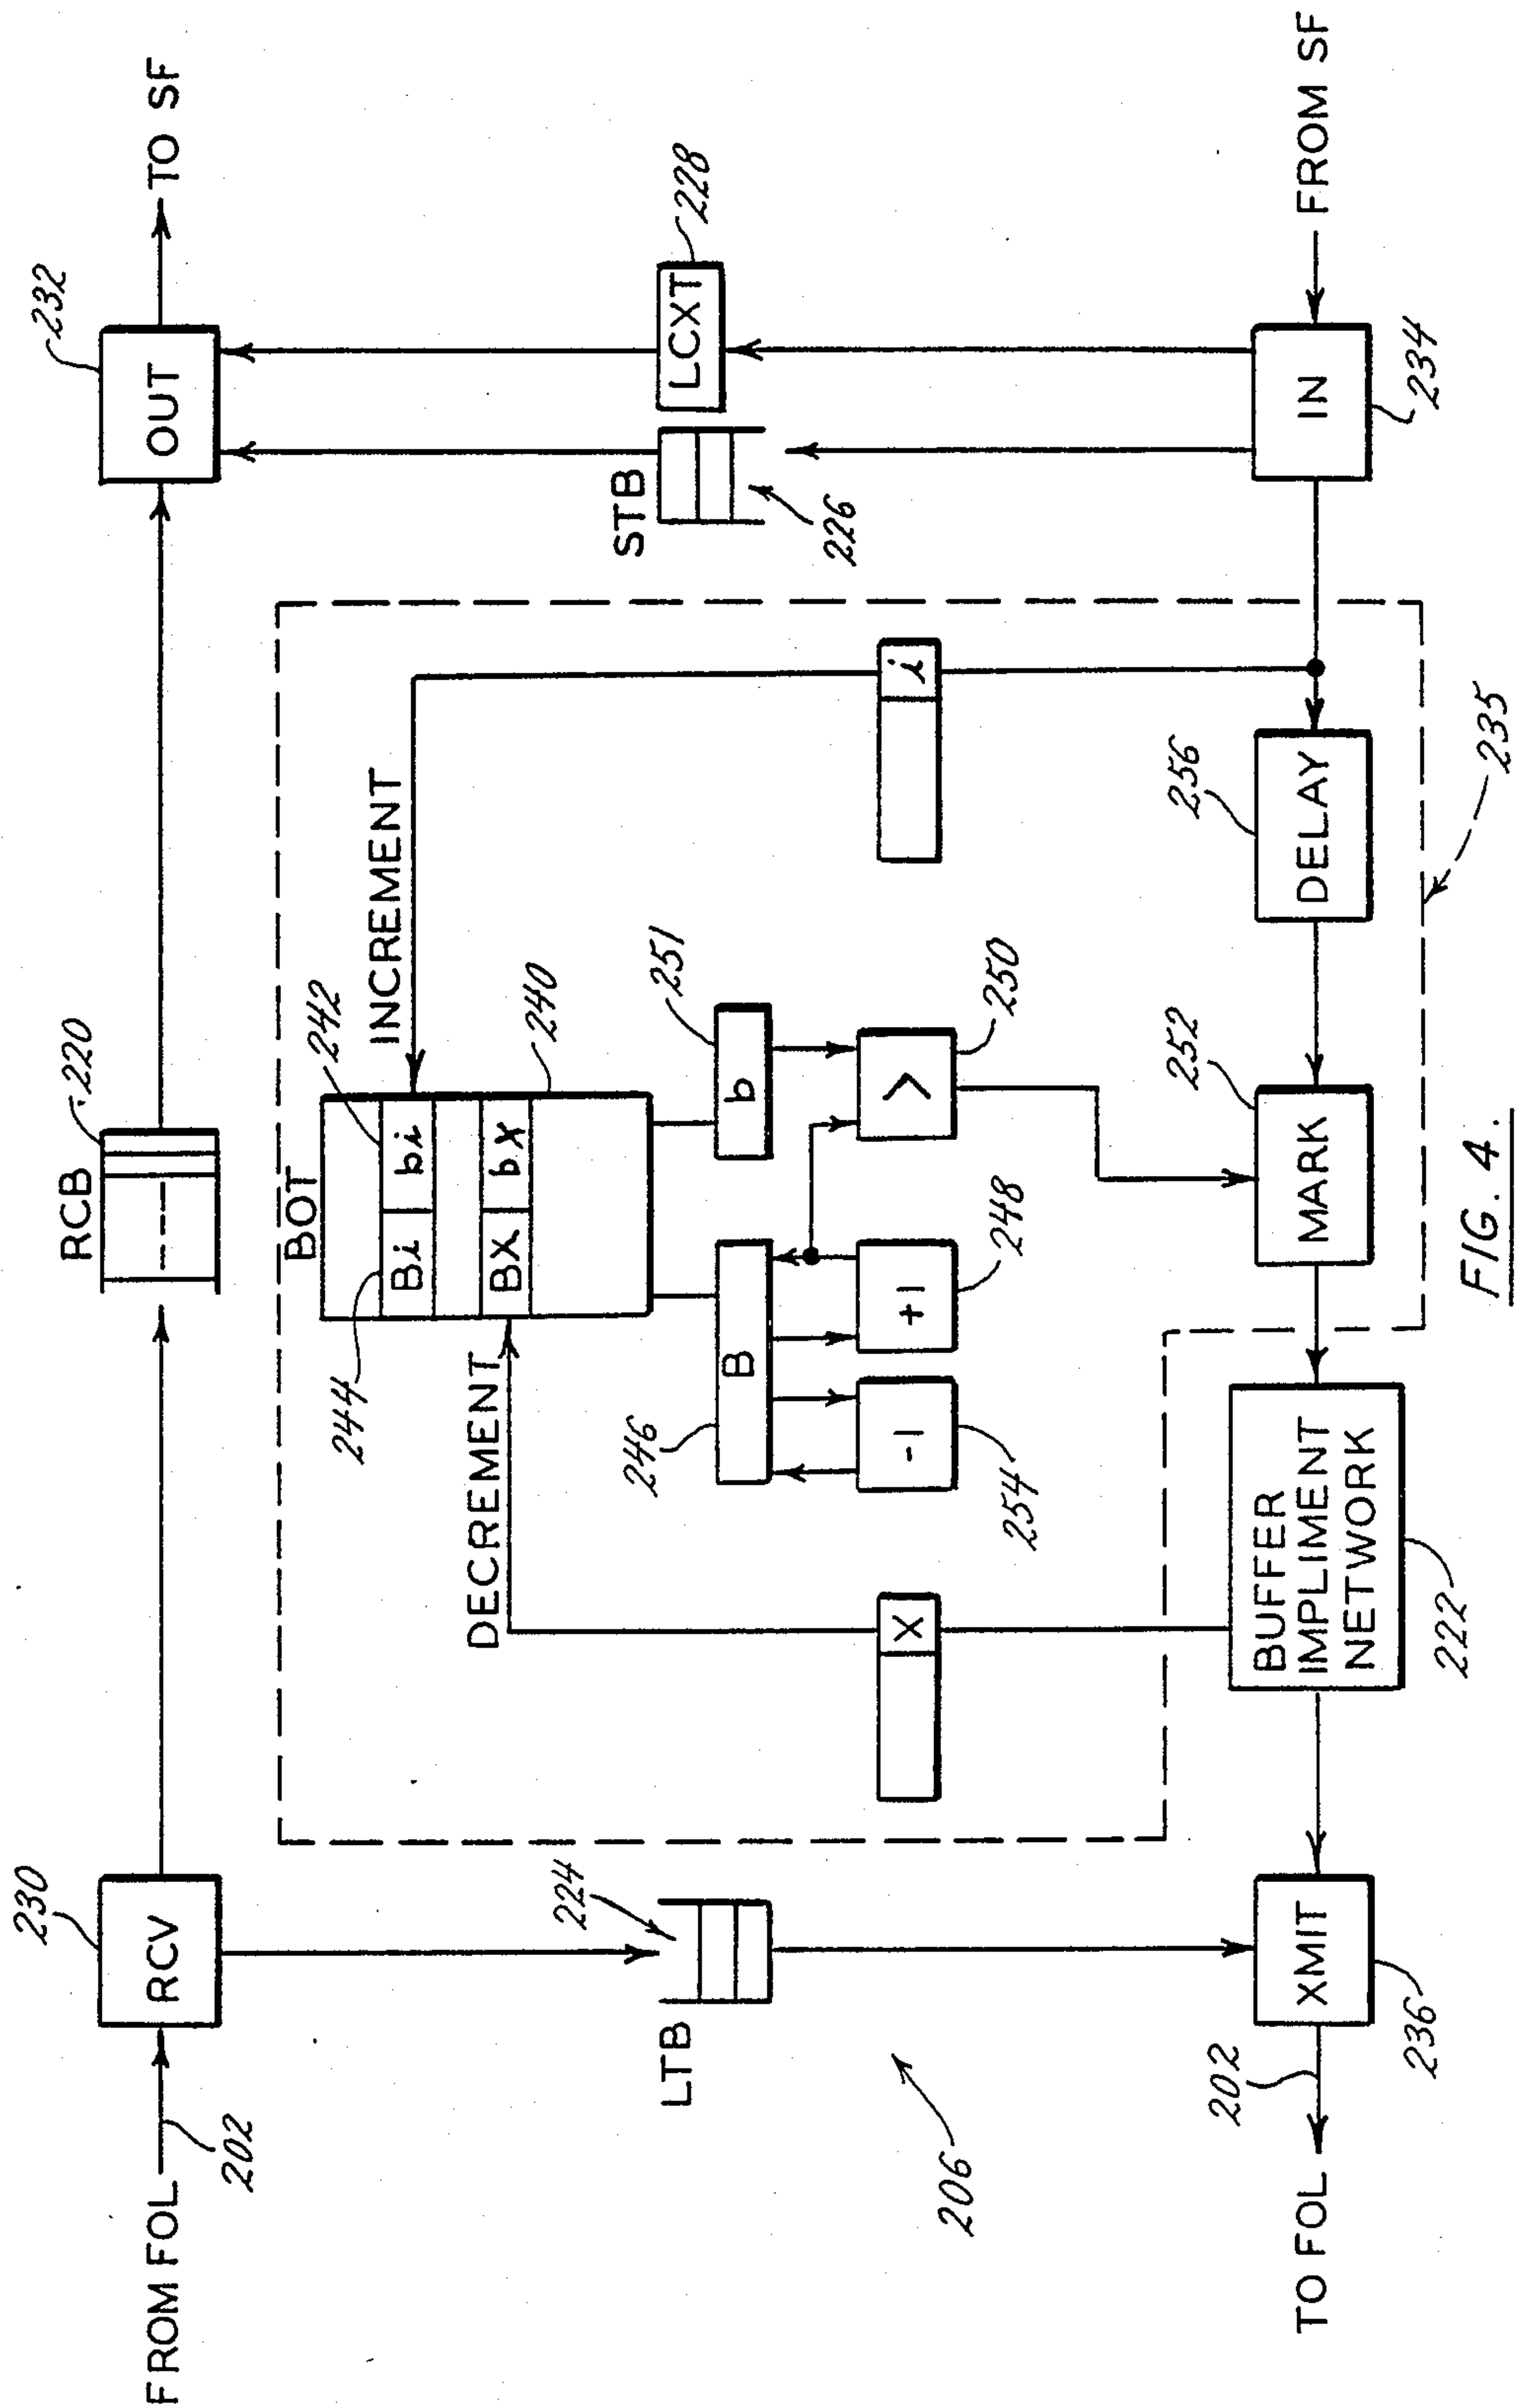 FROM FOL
202
230
RCV
RCB
220
232
OUT
TO SF
BOT
244
242
Bi
bi
BX
bX
240
INCREMENT
DECREMENT
246
B
b
251
-1
+1
>
254
248
250
X
i
LTB
224
STB
226
LCXT
228
206
TO FOL
202
XMIT
236
BUFFER
IMPLIMENT
NETWORK
222
MARK
252
DELAY
256
235
IN
234
FROM SF
FIG. 4.